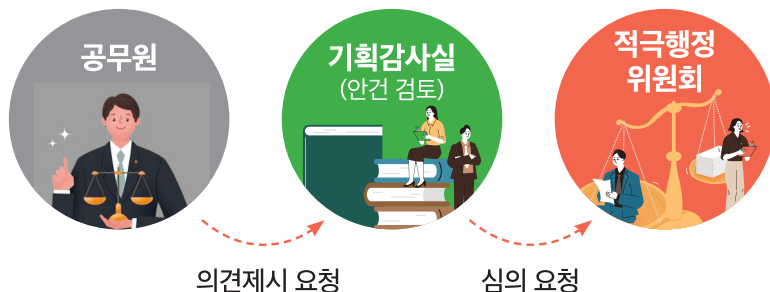 공무원
기획감사실
(안건 검토)
적극행정
위원회
의견제시 요청
심의 요청